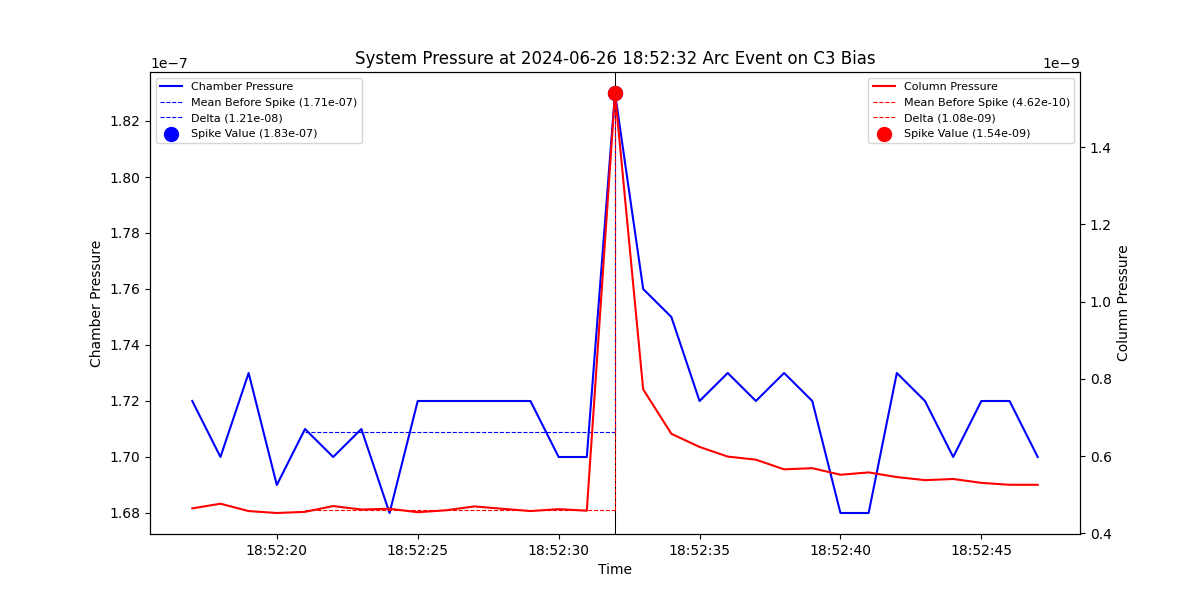 System Pressure at 2024-06-26 18:52:32 Arc Event on C3 Bias
1e−7
1e−9
Chamber Pressure
Mean Before Spike (1.71e-07)
Delta (1.21e-08)
Spike Value (1.83e-07)
Column Pressure
Mean Before Spike (4.62e-10)
Delta (1.08e-09)
Spike Value (1.54e-09)
Chamber Pressure
1.82
1.80
1.78
1.76
1.74
1.72
1.70
1.68
1.4
1.2
1.0
0.8
0.6
0.4
Column Pressure
18:52:20
18:52:25
18:52:30
18:52:35
18:52:40
18:52:45
Time